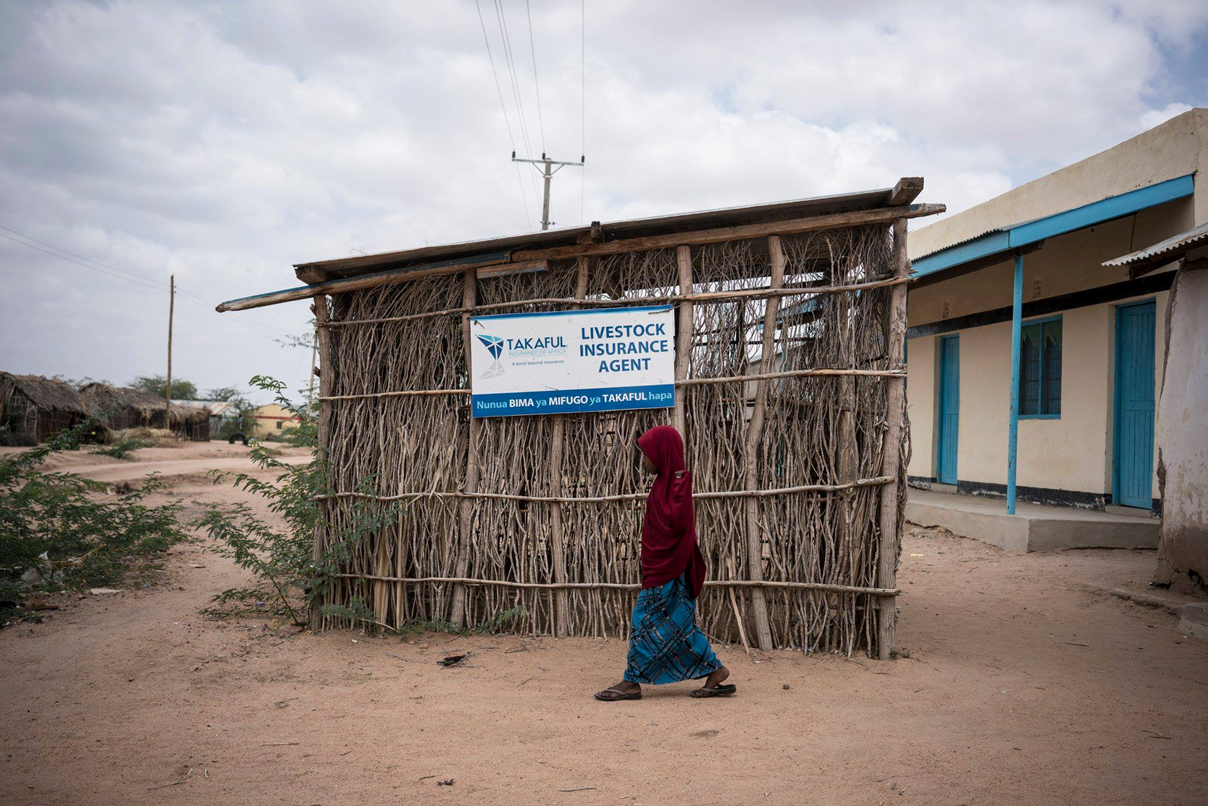 TAKAFUL
INSURANCE OF AFRICA
A bond beyond insurance
LIVESTOCK
INSURANCE
AGENT
Nunua BIMA ya MIFUGO ya TAKAFUL hapa